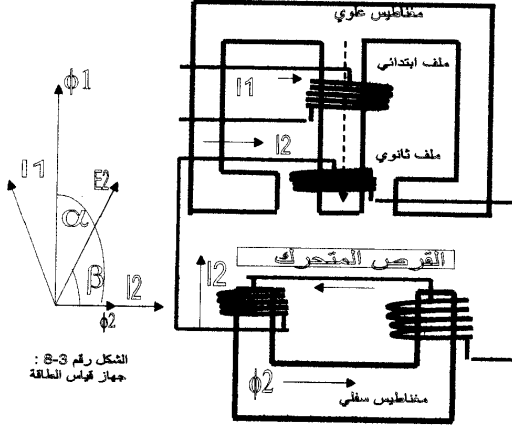 مغناطيس علوي
ملف ابتدائي
I1
I2
ملف ثانوي
القرص المتحرك
I2
ϕ2
مغناطيس سفلي
ϕ1
I1
E2
α
β
I2
ϕ2
الشكل رقم 3-8 :
جهاز قياس الطاقة